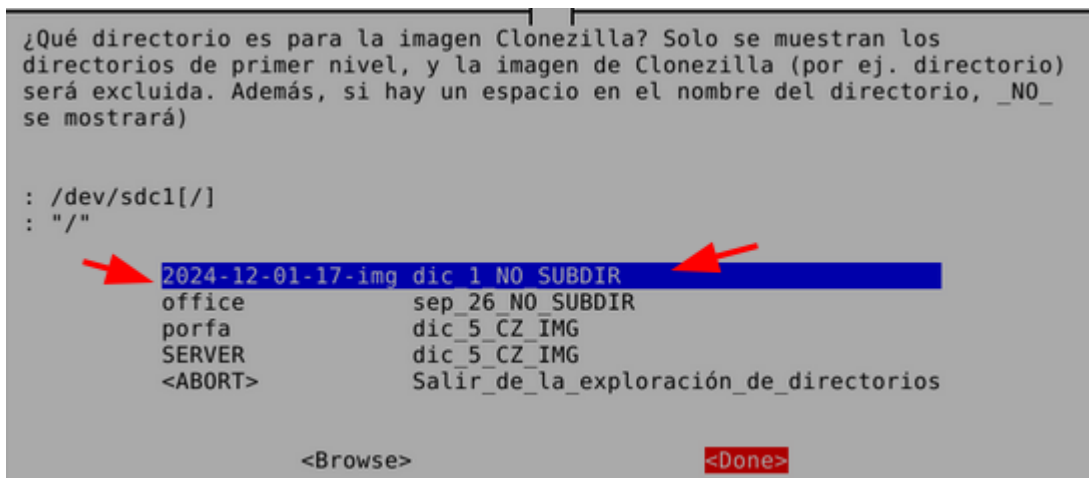 ¿Qué directorio es para la imagen Clonezilla? Solo se muestran los
directorios de primer nivel, y la imagen de Clonezilla (por ej. directorio)
será excluida. Además, si hay un espacio en el nombre del directorio, _NO_
se mostrará)
: /dev/sdc1[/]
: "/"
2024-12-01-17-img dic_1_NO_SUBDIR
office sep_26_NO_SUBDIR
porfa dic_5_CZ_IMG
SERVER dic_5_CZ_IMG
<ABORT> Salir_de_la_exploración_de_directorios
<Browse> <Done>